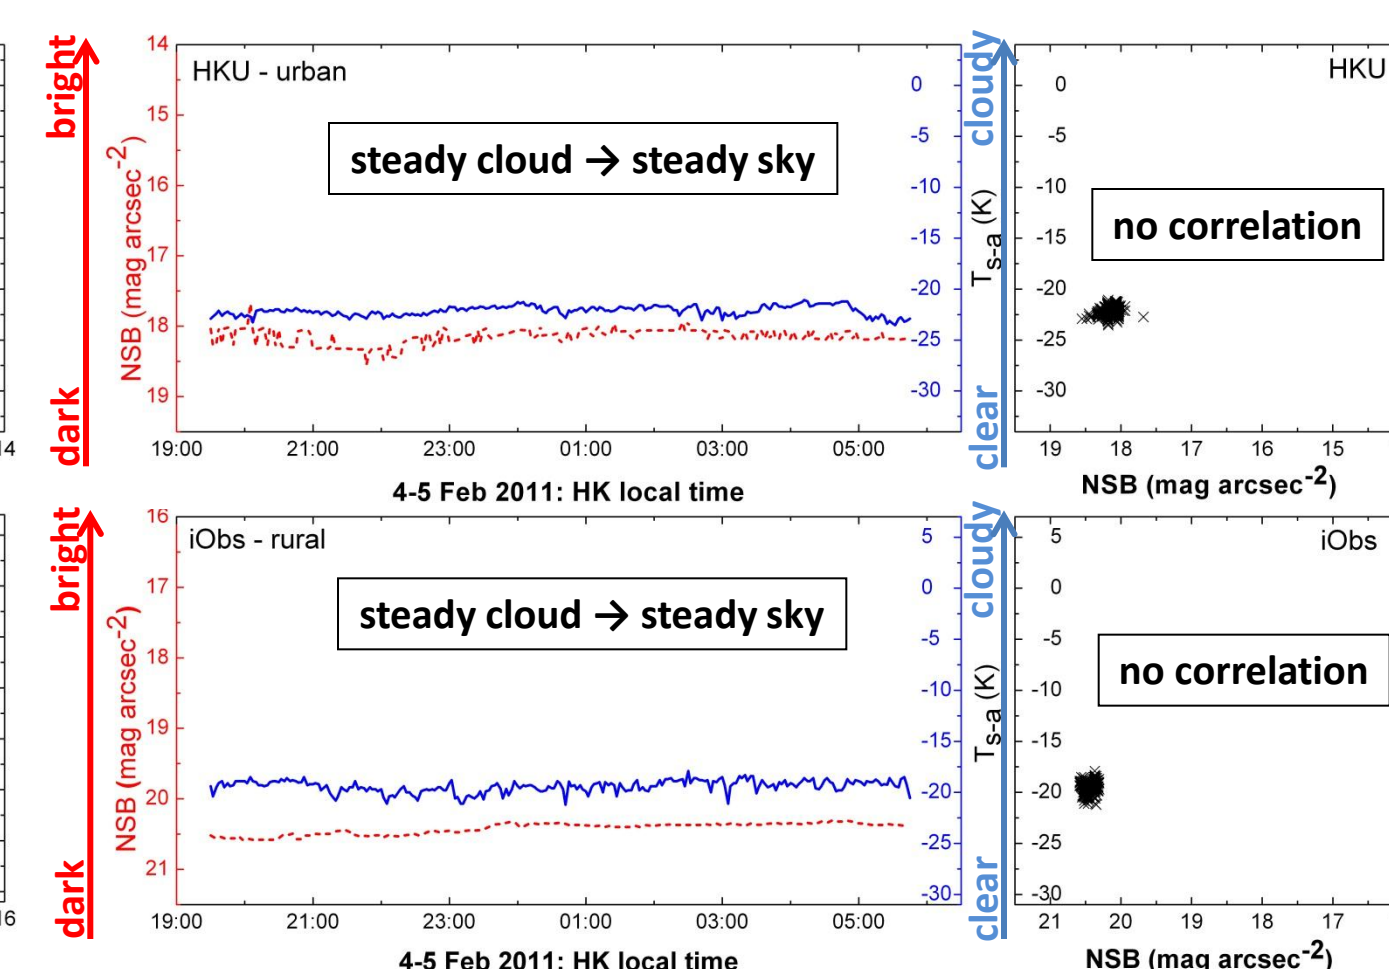 bright
dark
14
15
16
17
18
19
NSB (mag arcsec-2)
HKU - urban
steady cloud → steady sky
0
-5
-10
-15
-20
-25
-30
19:00 21:00 23:00 01:00 03:00 05:00
4-5 Feb 2011: HK local time
Ts-a (K)
cloudy
clear
HKU
no correlation
0
-5
-10
-15
-20
-25
-30
19 18 17 16 15
NSB (mag arcsec-2)
4
bright
dark
16
17
18
19
20
21
NSB (mag arcsec-2)
iObs - rural
steady cloud → steady sky
5
0
-5
-10
-15
-20
-25
-30
19:00 21:00 23:00 01:00 03:00 05:00
4-5 Feb 2011: HK local time
Ts-a (K)
cloudy
clear
iObs
no correlation
5
0
-5
-10
-15
-20
-25
-30
21 20 19 18 17
NSB (mag arcsec-2)
6